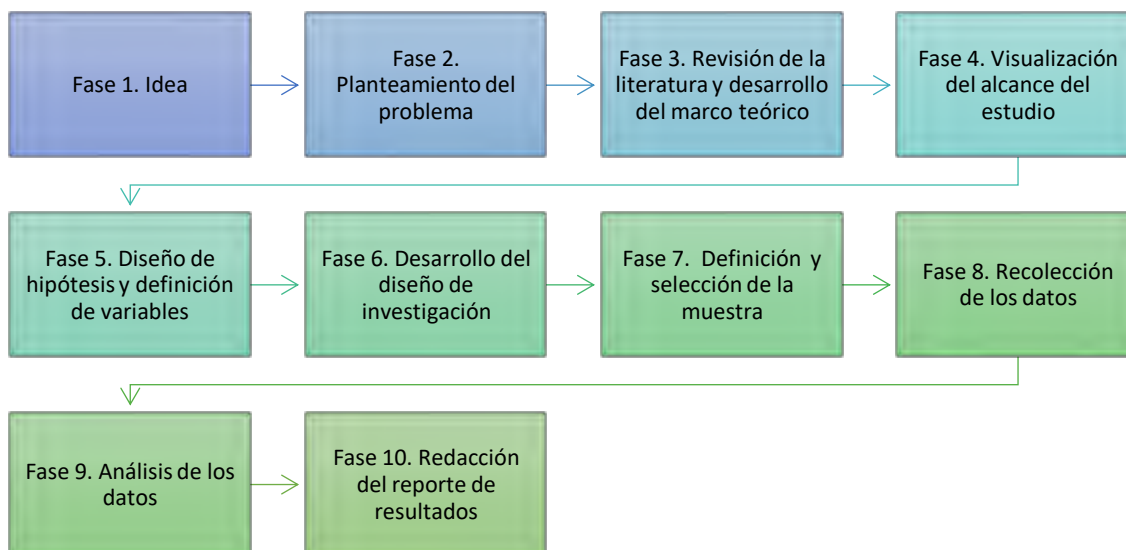 Fase 1. Idea
Fase 2.
Planteamiento del
problema
Fase 3. Revisión de la
literatura y desarrollo
del marco teórico
Fase 4. Visualización
del alcance del
estudio
Fase 5. Diseño de
hipótesis y definición
de variables
Fase 6. Desarrollo del
diseño de
investigación
Fase 7. Definición y
selección de la
muestra
Fase 8. Recolección
de los datos
Fase 9. Análisis de los
datos
Fase 10. Redacción
del reporte de
resultados